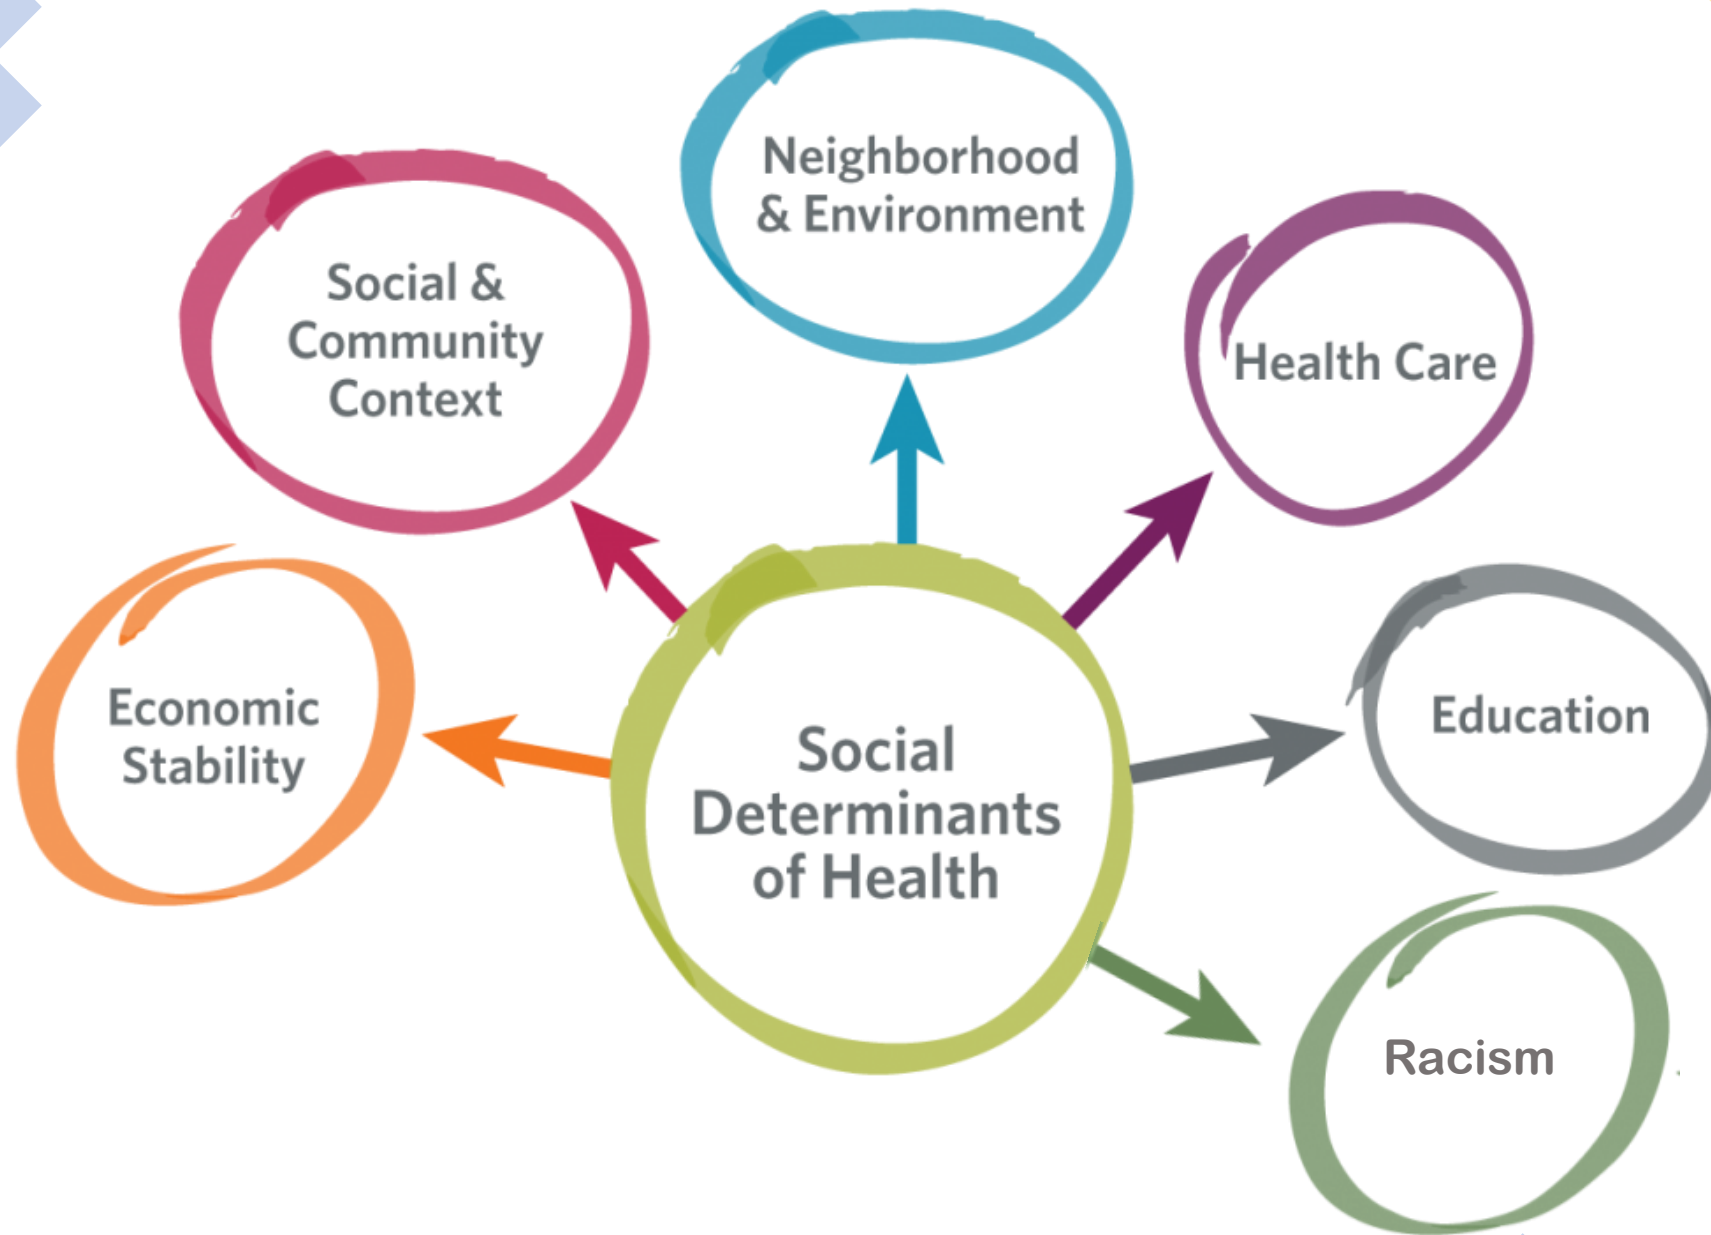 Neighborhood
& Environment
Social &
Community
Context
Health Care
Economic
Stability
Social
Determinants
of Health
Education
Racism